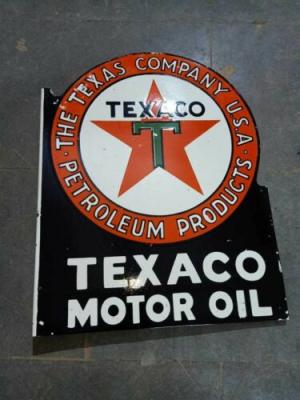 · THE TEXAS COMPANY U.S.A ·
TEXACO
T
PETROLEUM PRODUCTS
TEXACO
MOTOR OIL